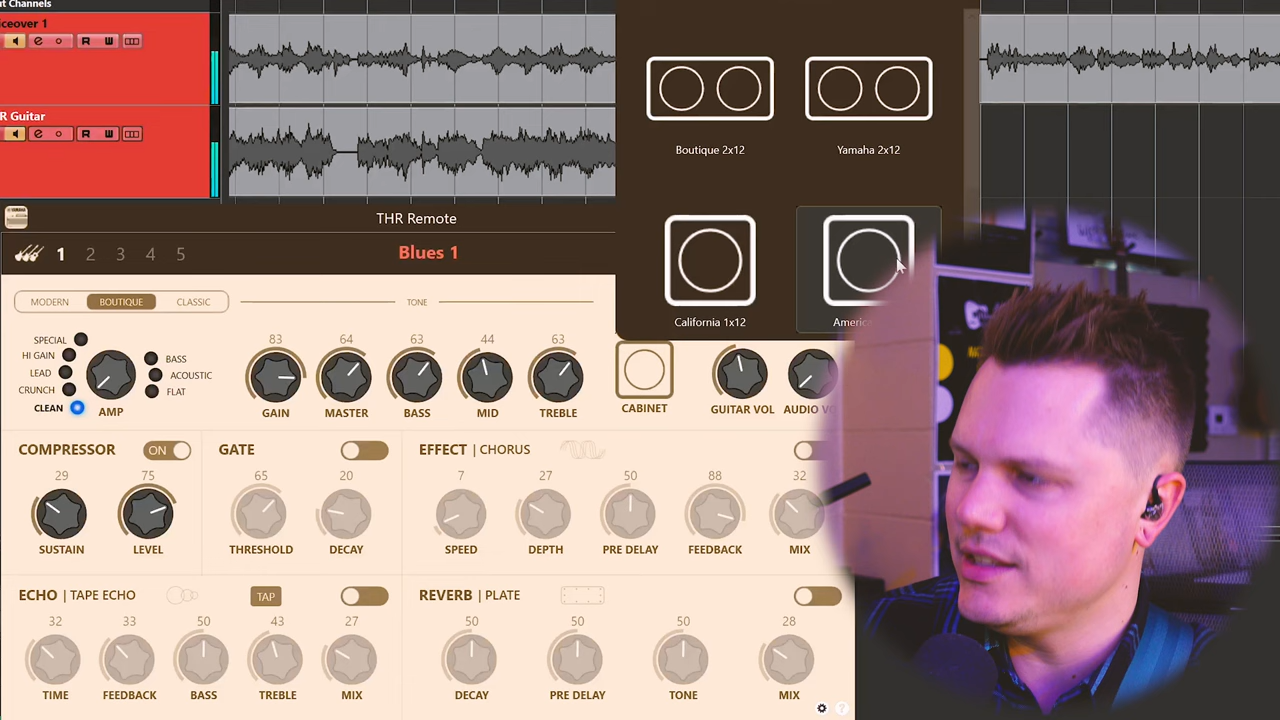 t Channels
iceover 1
e R W
R Guitar
e R W
Boutique 2x12
Yamaha 2x12
California 1x12
Americ
THR Remote
1 2 3 4 5
Blues 1
MODERN BOUTIQUE CLASSIC
TONE
SPECIAL
HI GAIN
LEAD
CRUNCH
CLEAN
AMP
BASS
ACOUSTIC
FLAT
83 64 63 44 63
GAIN MASTER BASS MID TREBLE
CABINET
GUITAR VOL AUDIO VO
COMPRESSOR ON
29 75
SUSTAIN LEVEL
GATE
65 20
THRESHOLD DECAY
EFFECT | CHORUS
7 27 50 88 32
SPEED DEPTH PRE DELAY FEEDBACK MIX
ECHO | TAPE ECHO TAP
32 33 50 43 27
TIME FEEDBACK BASS TREBLE MIX
REVERB | PLATE
50 50 50 28
DECAY PRE DELAY TONE MIX
?